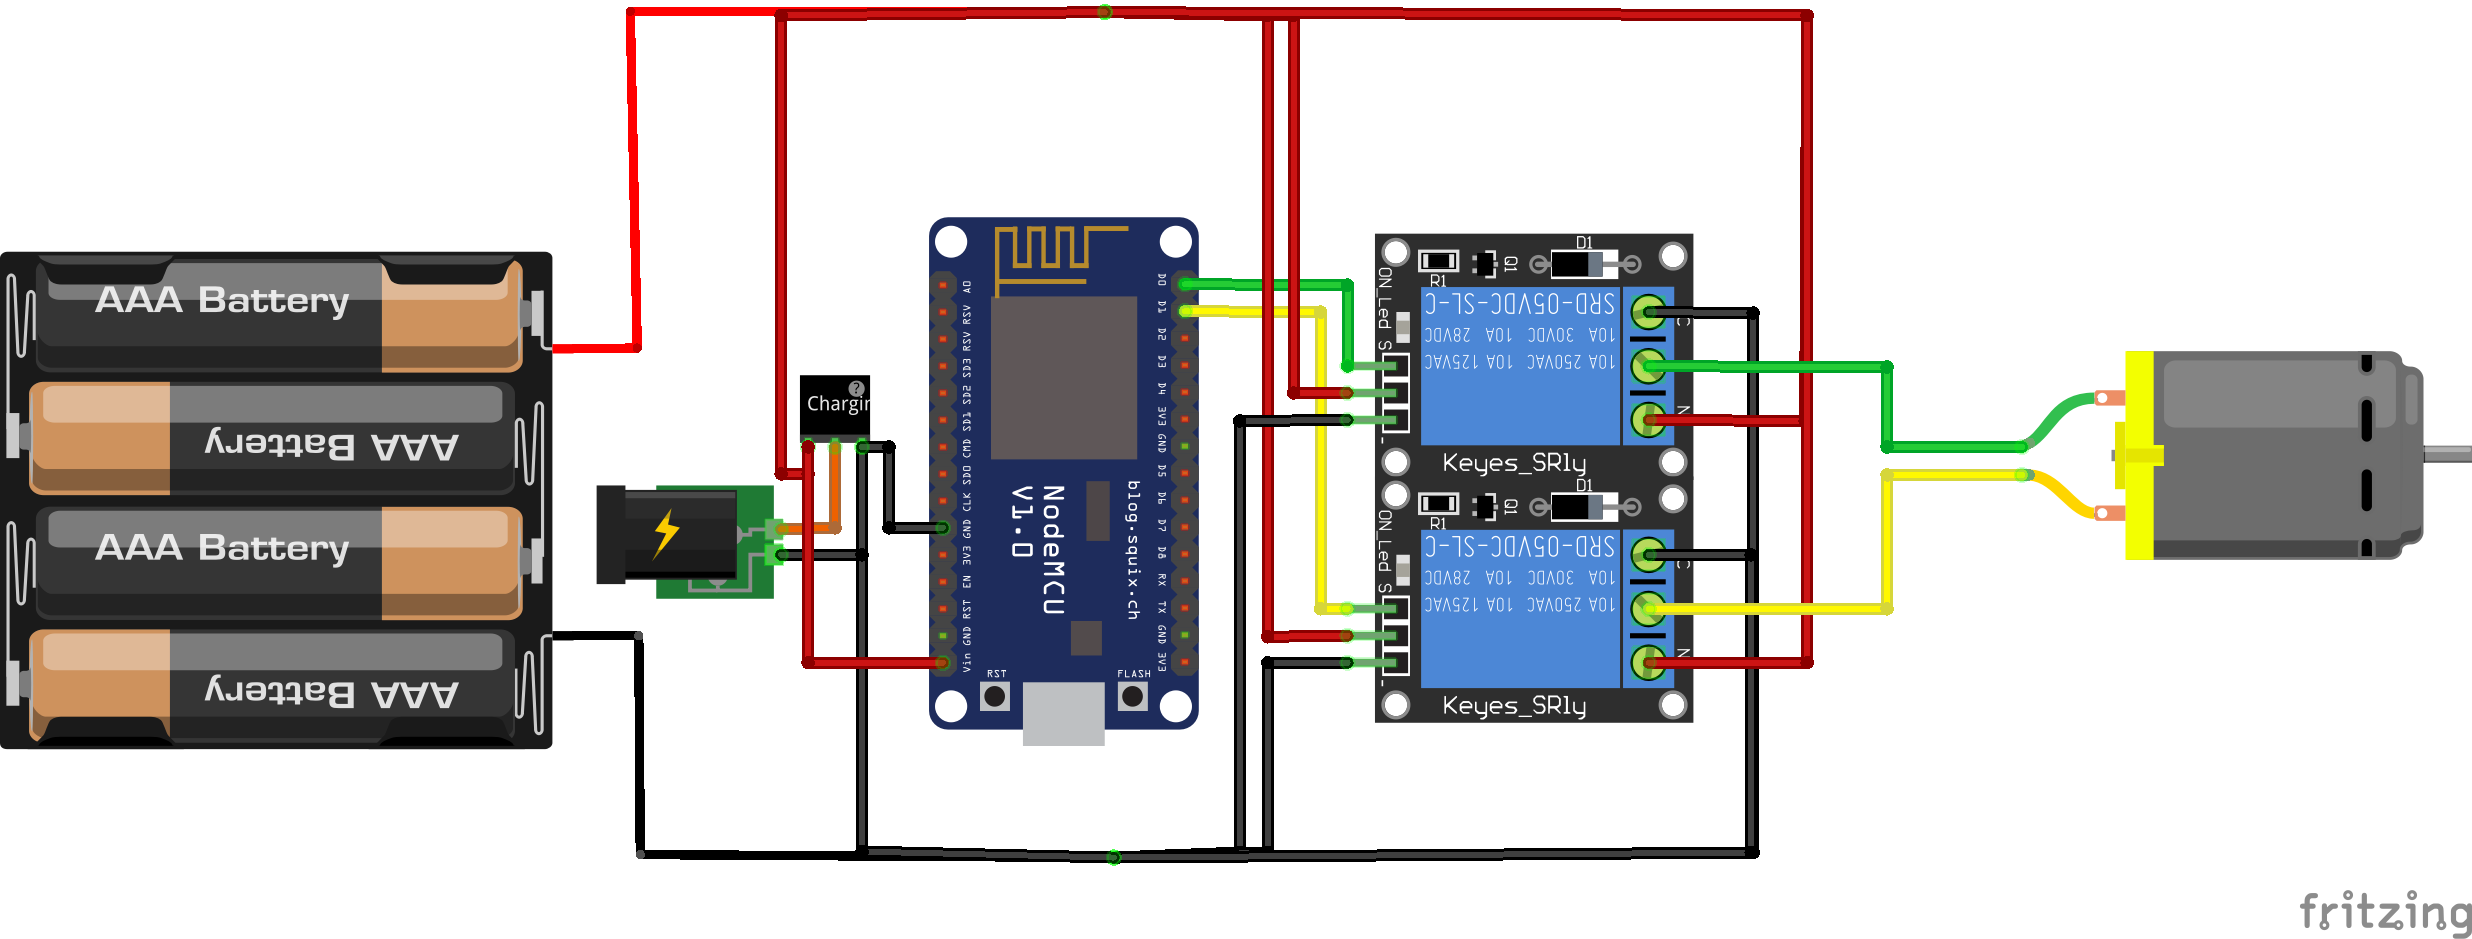 AAA Battery
AAA Battery
AAA Battery
AAA Battery
Chargin
A0
RSV
RSV
SD3
SD2
SD1
CMD
SD0
CLK
GND
3V3
EN
RST
GND
Vin
D0
D1
D2
D3
D4
3V3
GND
D5
D6
D7
D8
RX
TX
GND
3V3
NodeMCU
V1.0
blog.squix.ch
RST
FLASH
R1
Q1
D1
ON_Led
S
-
SRD-05VDC-SL-C
10A 30VDC 10A 28VDC
10A 250VAC 10A 125VAC
C
N
Keyes_SRly
R1
Q1
D1
ON_Led
S
-
SRD-05VDC-SL-C
10A 30VDC 10A 28VDC
10A 250VAC 10A 125VAC
C
N
Keyes_SRly
fritzing